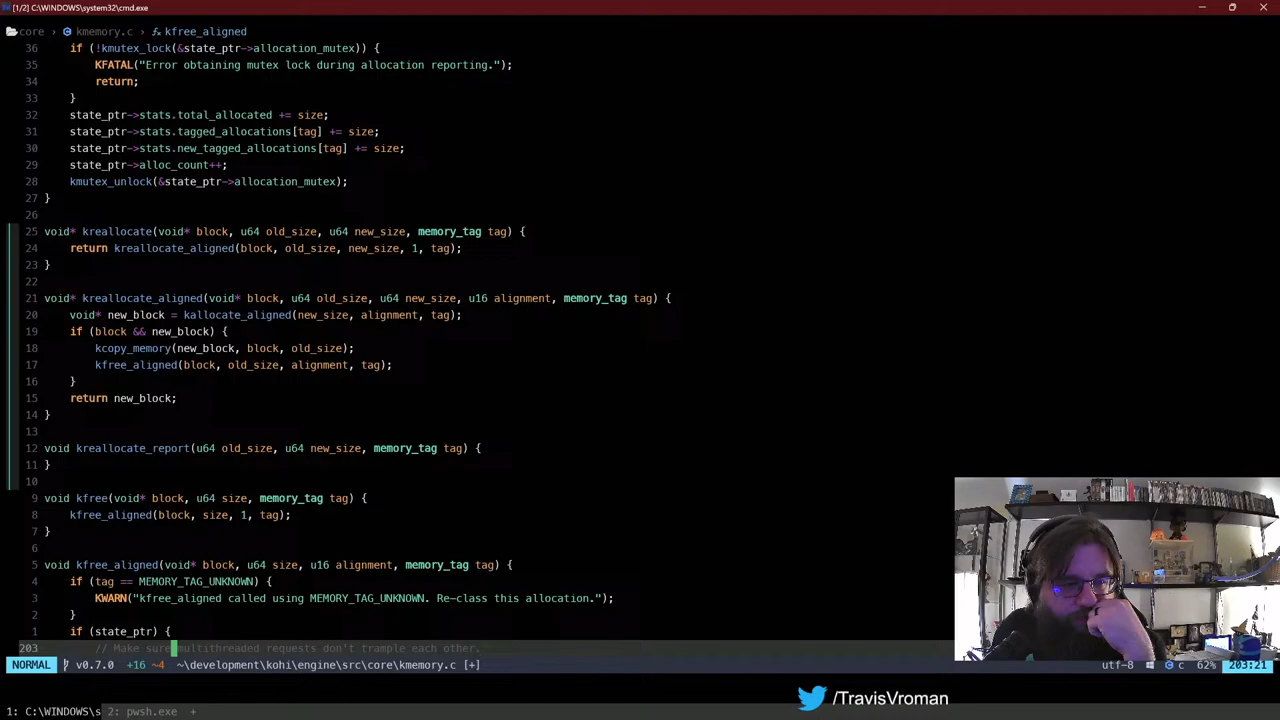 [1/2] C:\WINDOWS\system32\cmd.exe
core › kmemory.c › kfree_aligned
36 if (!kmutex_lock(&state_ptr->allocation_mutex)) {
35 KFATAL("Error obtaining mutex lock during allocation reporting.");
34 return;
33 }
32 state_ptr->stats.total_allocated += size;
31 state_ptr->stats.tagged_allocations[tag] += size;
30 state_ptr->stats.new_tagged_allocations[tag] += size;
29 state_ptr->alloc_count++;
28 kmutex_unlock(&state_ptr->allocation_mutex);
27 }
26
25 void* kreallocate(void* block, u64 old_size, u64 new_size, memory_tag tag) {
24 return kreallocate_aligned(block, old_size, new_size, 1, tag);
23 }
22
21 void* kreallocate_aligned(void* block, u64 old_size, u64 new_size, u16 alignment, memory_tag tag) {
20 void* new_block = kallocate_aligned(new_size, alignment, tag);
19 if (block && new_block) {
18 kcopy_memory(new_block, block, old_size);
17 kfree_aligned(block, old_size, alignment, tag);
16 }
15 return new_block;
14 }
13
12 void kreallocate_report(u64 old_size, u64 new_size, memory_tag tag) {
11 }
10
9 void kfree(void* block, u64 size, memory_tag tag) {
8 kfree_aligned(block, size, 1, tag);
7 }
6
5 void kfree_aligned(void* block, u64 size, u16 alignment, memory_tag tag) {
4 if (tag == MEMORY_TAG_UNKNOWN) {
3 KWARN("kfree_aligned called using MEMORY_TAG_UNKNOWN. Re-class this allocation.");
2 }
1 if (state_ptr) {
203 // Make sure multithreaded requests don't trample each other.
NORMAL v0.7.0 +16 ~4 ~\development\kohi\engine\src\core\kmemory.c [+] utf-8 c 62% 203:21
/TravisVroman
1: C:\WINDOWS\s 2: pwsh.exe +